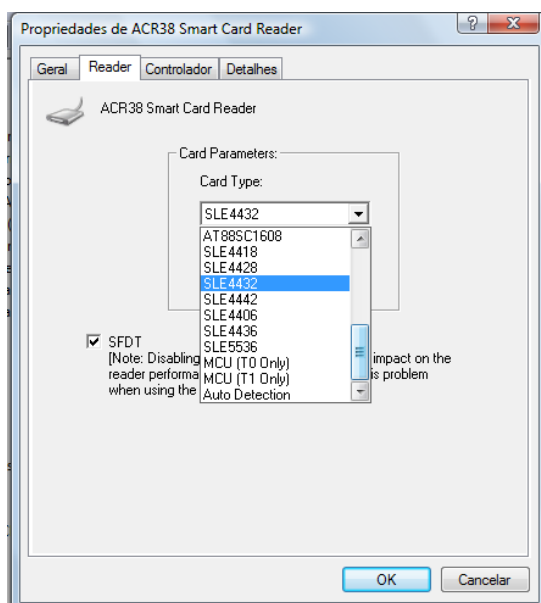 Propriedades de ACR38 Smart Card Reader
Geral Reader Controlador Detalhes
ACR38 Smart Card Reader
Card Parameters:
Card Type:
SLE4432
AT88SC1608
SLE4418
SLE4428
SLE4432
SLE4442
SLE4406
SLE4436
SLE5536
MCU (T0 Only)
MCU (T1 Only)
Auto Detection
SFDT
[Note: Disabling impact on the
reader performa is problem
when using the
OK Cancelar